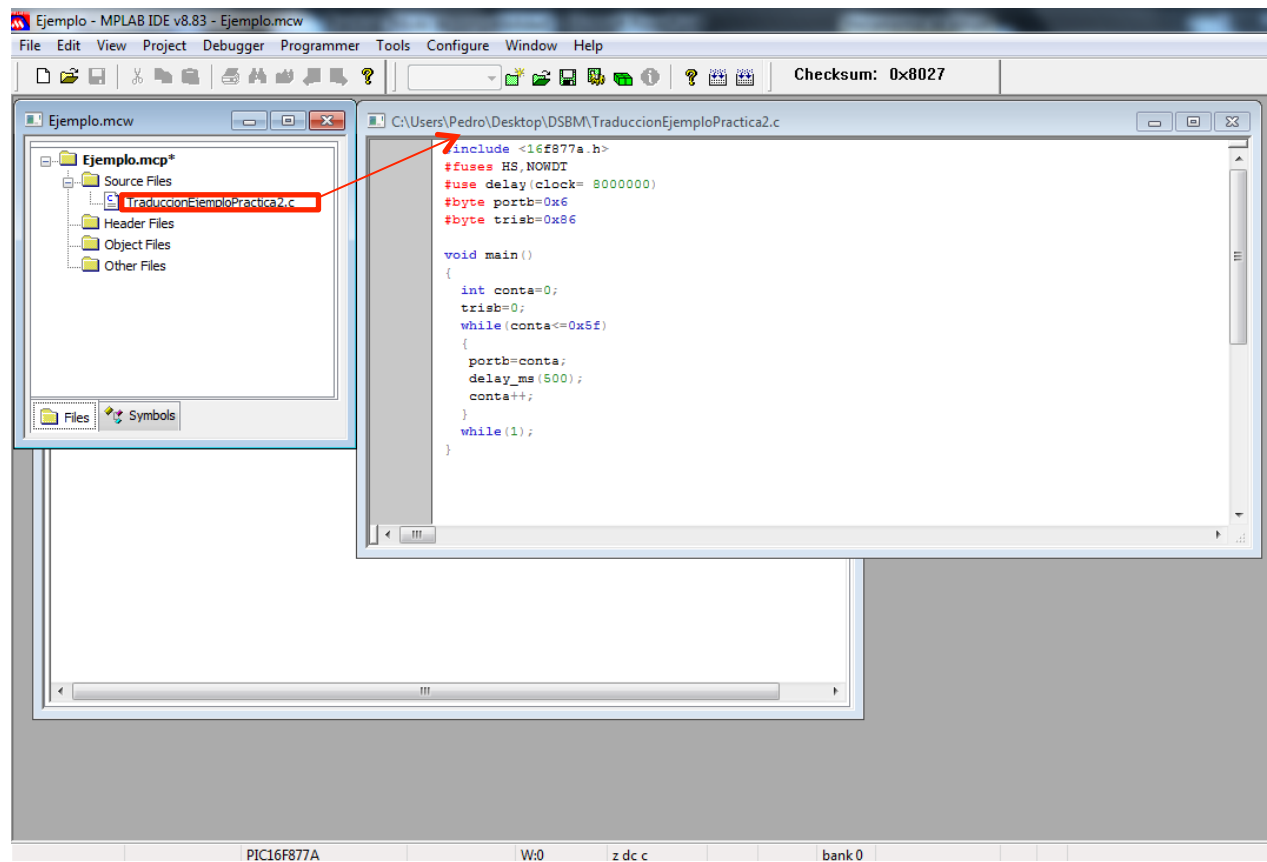 Ejemplo - MPLAB IDE v8.83 - Ejemplo.mcw
File Edit View Project Debugger Programmer Tools Configure Window Help
Checksum: 0x8027
Ejemplo.mcw
Ejemplo.mcp*
Source Files
TraduccionEjemploPractica2.c
Header Files
Object Files
Other Files
Files Symbols
C:\Users\Pedro\Desktop\DSBM\TraduccionEjemploPractica2.c
#include <16f877a.h>
#fuses HS,NOWDT
#use delay(clock= 8000000)
#byte portb=0x6
#byte trisb=0x86
void main()
{
int conta=0;
trisb=0;
while(conta<=0x5f)
{
portb=conta;
delay_ms(500);
conta++;
}
while(1);
}
PIC16F877A W:0 z dc c bank 0